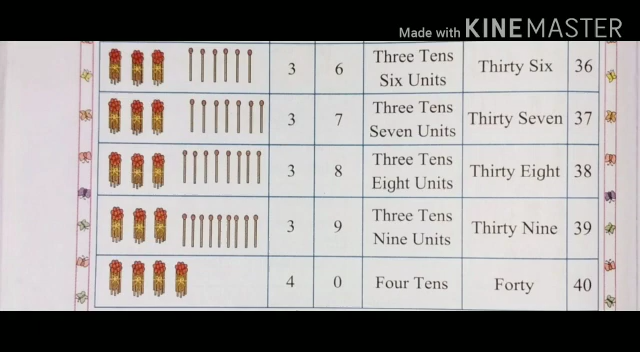 Made with KINEMASTER
3 6 Three Tens Six Units Thirty Six 36
3 7 Three Tens Seven Units Thirty Seven 37
3 8 Three Tens Eight Units Thirty Eight 38
3 9 Three Tens Nine Units Thirty Nine 39
4 0 Four Tens Forty 40